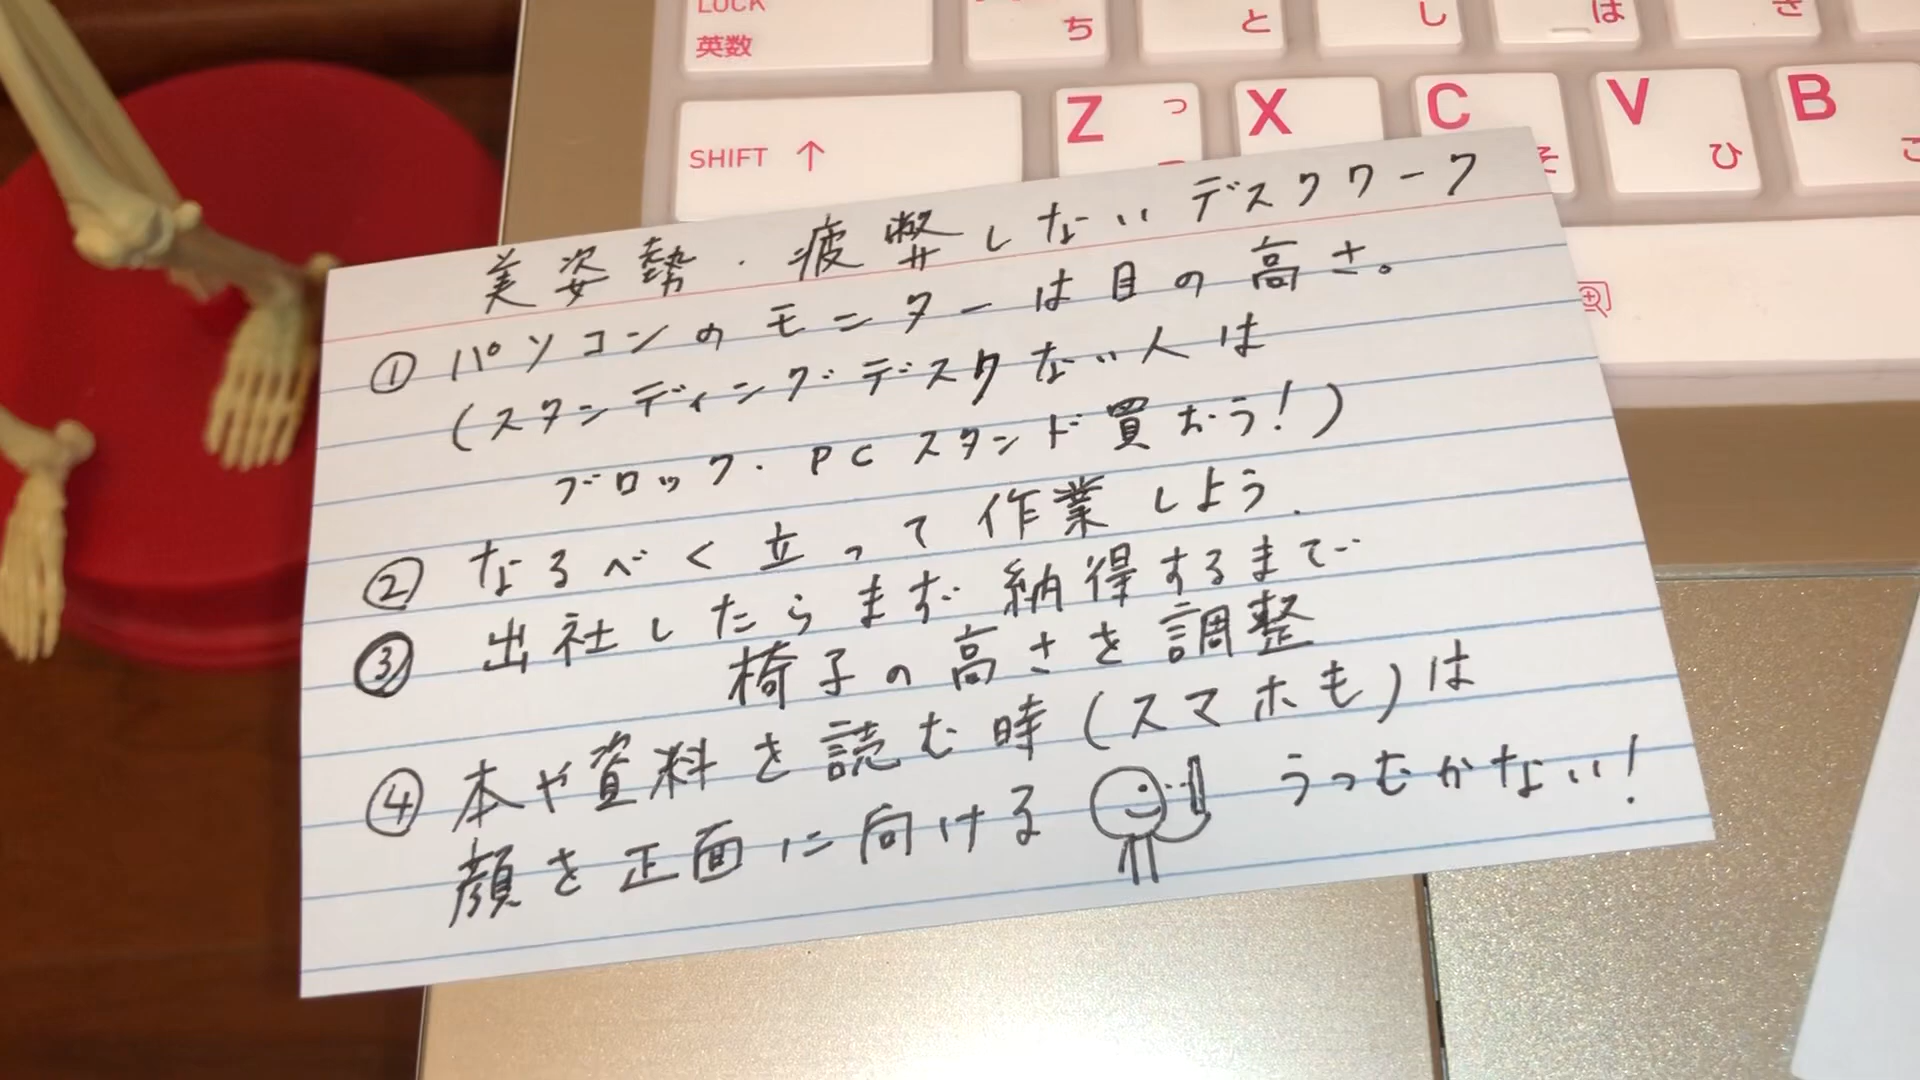 LOCK
英数
ち
と
し
は
さ
SHIFT ↑
Z っ
X
C そ
V ひ
B こ
美姿勢・疲弊しないデスクワーク
① パソコンのモニターは目の高さ。
(スタンディングデスクない人は
ブロック・PCスタンド買おう!)
② なるべく立って作業しよう.
③ 出社したらまず納得するまで
椅子の高さを調整
④ 本や資料を読む時(スマホも)は
顔を正面に向ける うつむかない!